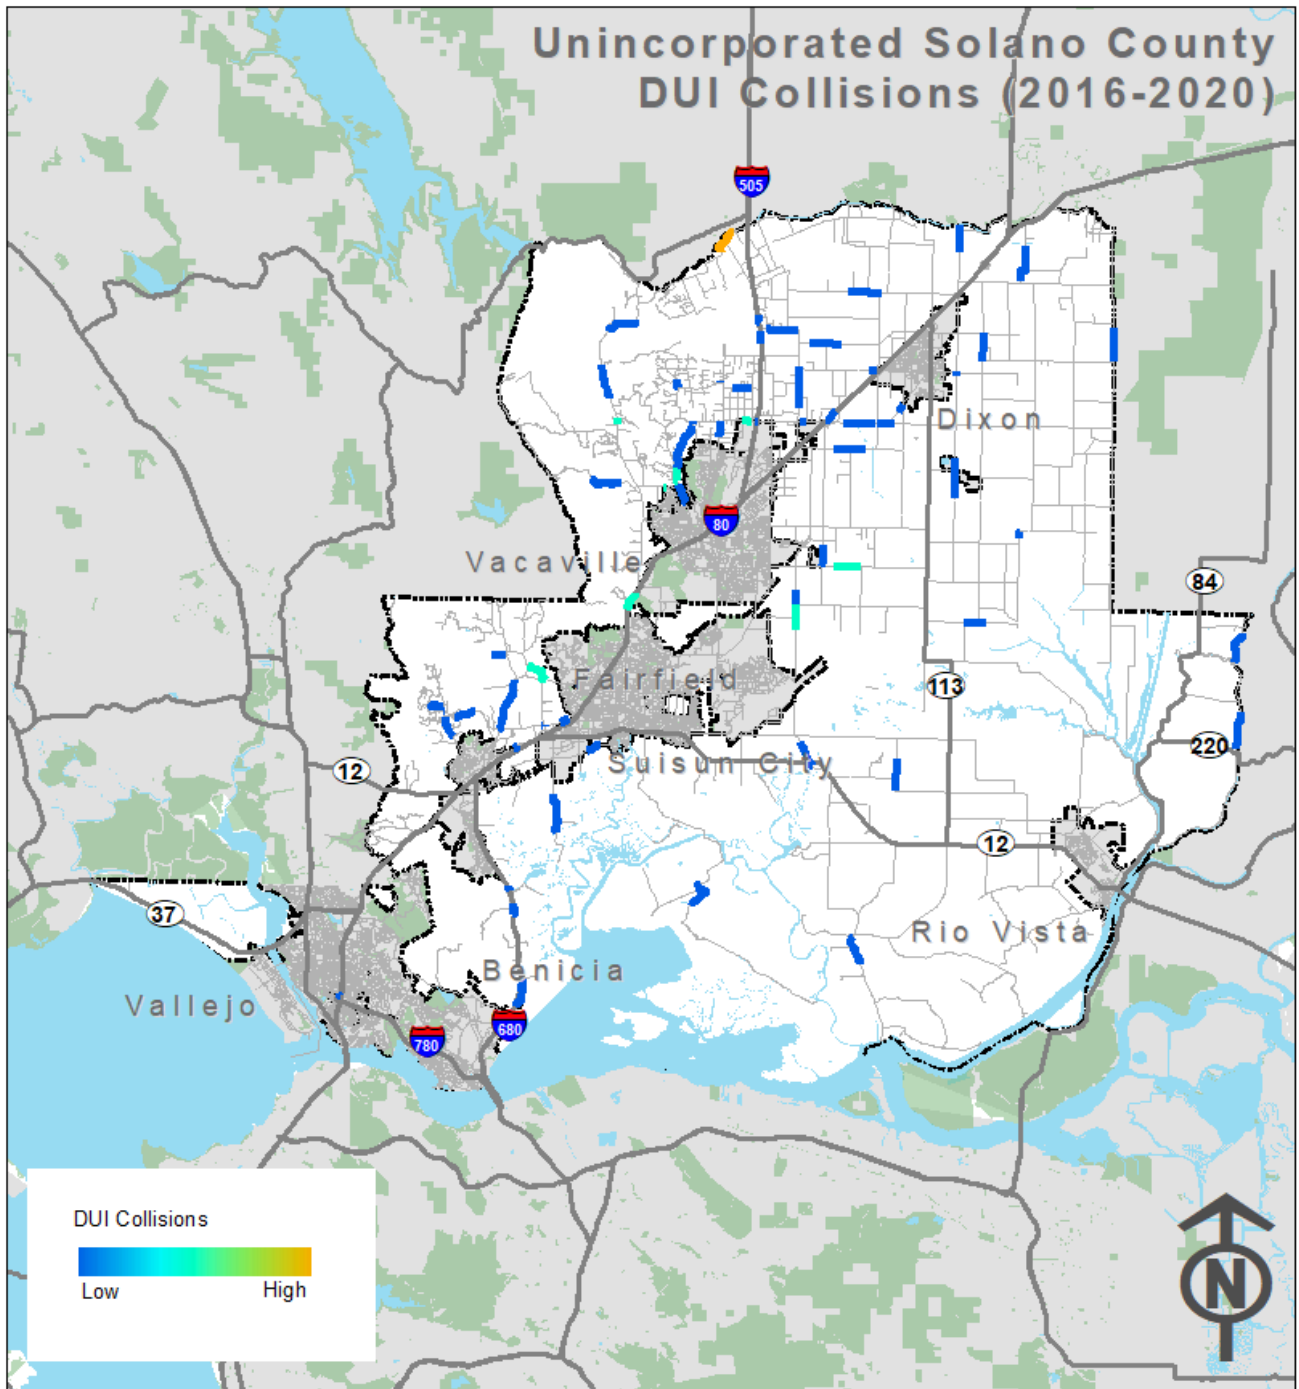 Unincorporated Solano County
DUI Collisions (2016-2020)
505
Dixon
80
Vacaville
84
Fairfield
113
220
Suisun City
12
12
37
Rio Vista
Benicia
Vallejo
680
780
DUI Collisions
Low High
N